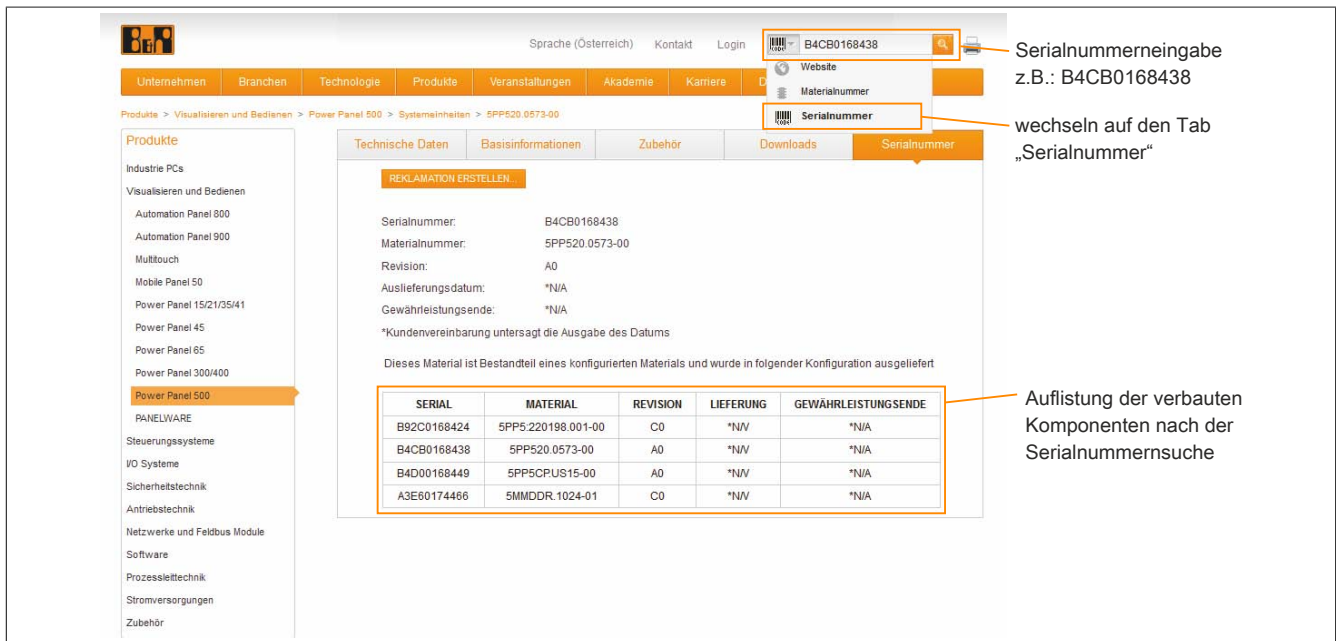 B&R
Sprache (Österreich) Kontakt Login B4CB0168438
Website
Materialnummer
Serialnummer
Unternehmen Branchen Technologie Produkte Veranstaltungen Akademie Karriere D
Produkte > Visualisieren und Bedienen > Power Panel 500 > Systemeinheiten > 5PP520.0573-00
Serialnummerneingabe
z.B.: B4CB0168438
wechseln auf den Tab
„Serialnummer“
Produkte
Industrie PCs
Visualisieren und Bedienen
Automation Panel 800
Automation Panel 900
Multitouch
Mobile Panel 50
Power Panel 15/21/35/41
Power Panel 45
Power Panel 65
Power Panel 300/400
Power Panel 500
PANELWARE
Steuerungssysteme
I/O Systeme
Sicherheitstechnik
Antriebstechnik
Netzwerke und Feldbus Module
Software
Prozessleittechnik
Stromversorgungen
Zubehör
Technische Daten Basisinformationen Zubehör Downloads Serialnummer
REKLAMATION ERSTELLEN...
Serialnummer: B4CB0168438
Materialnummer: 5PP520.0573-00
Revision: A0
Auslieferungsdatum: *N/A
Gewährleistungsende: *N/A
*Kundenvereinbarung untersagt die Ausgabe des Datums
Dieses Material ist Bestandteil eines konfigurierten Materials und wurde in folgender Konfiguration ausgeliefert
SERIAL MATERIAL REVISION LIEFERUNG GEWÄHRLEISTUNGSENDE
B92C0168424 5PP5:220198.001-00 C0 *N/V *N/A
B4CB0168438 5PP520.0573-00 A0 *N/V *N/A
B4D00168449 5PP5CP.US15-00 A0 *N/V *N/A
A3E60174466 5MMDDR.1024-01 C0 *N/V *N/A
Auflistung der verbauten
Komponenten nach der
Serialnummernsuche